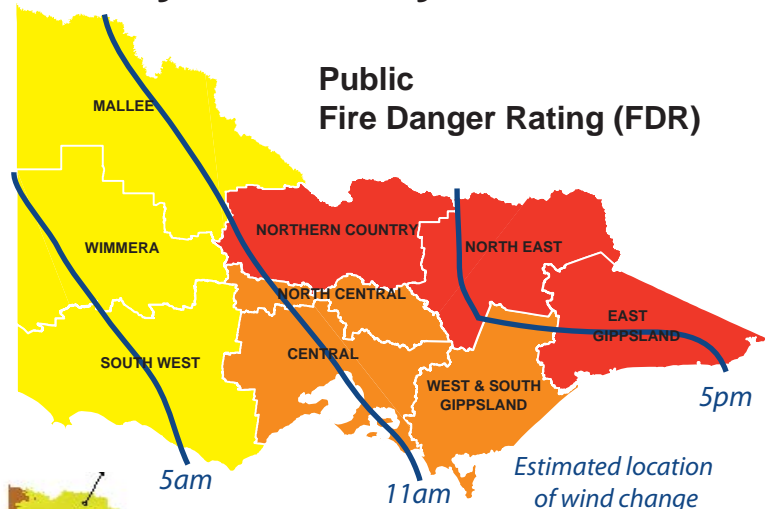 Public
Fire Danger Rating (FDR)
MALLEE
NORTHERN COUNTRY
WIMMERA
NORTH EAST
NORTH CENTRAL
EAST
GIPPSLAND
CENTRAL
SOUTH WEST
WEST & SOUTH
GIPPSLAND
5pm
5am
11am
Estimated location
of wind change